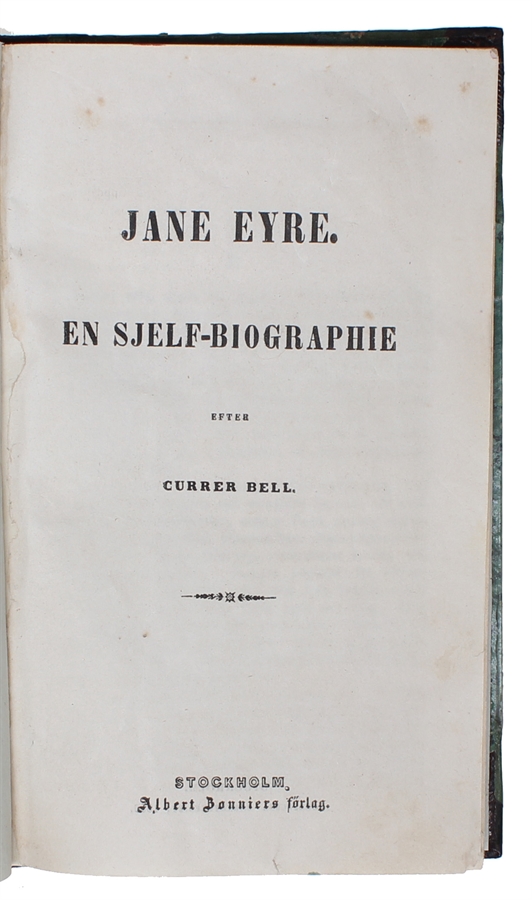 JANE EYRE.
EN SJELF-BIOGRAPHIE
EFTER
CURRER BELL.
STOCKHOLM,
Albert Bonniers förlag.